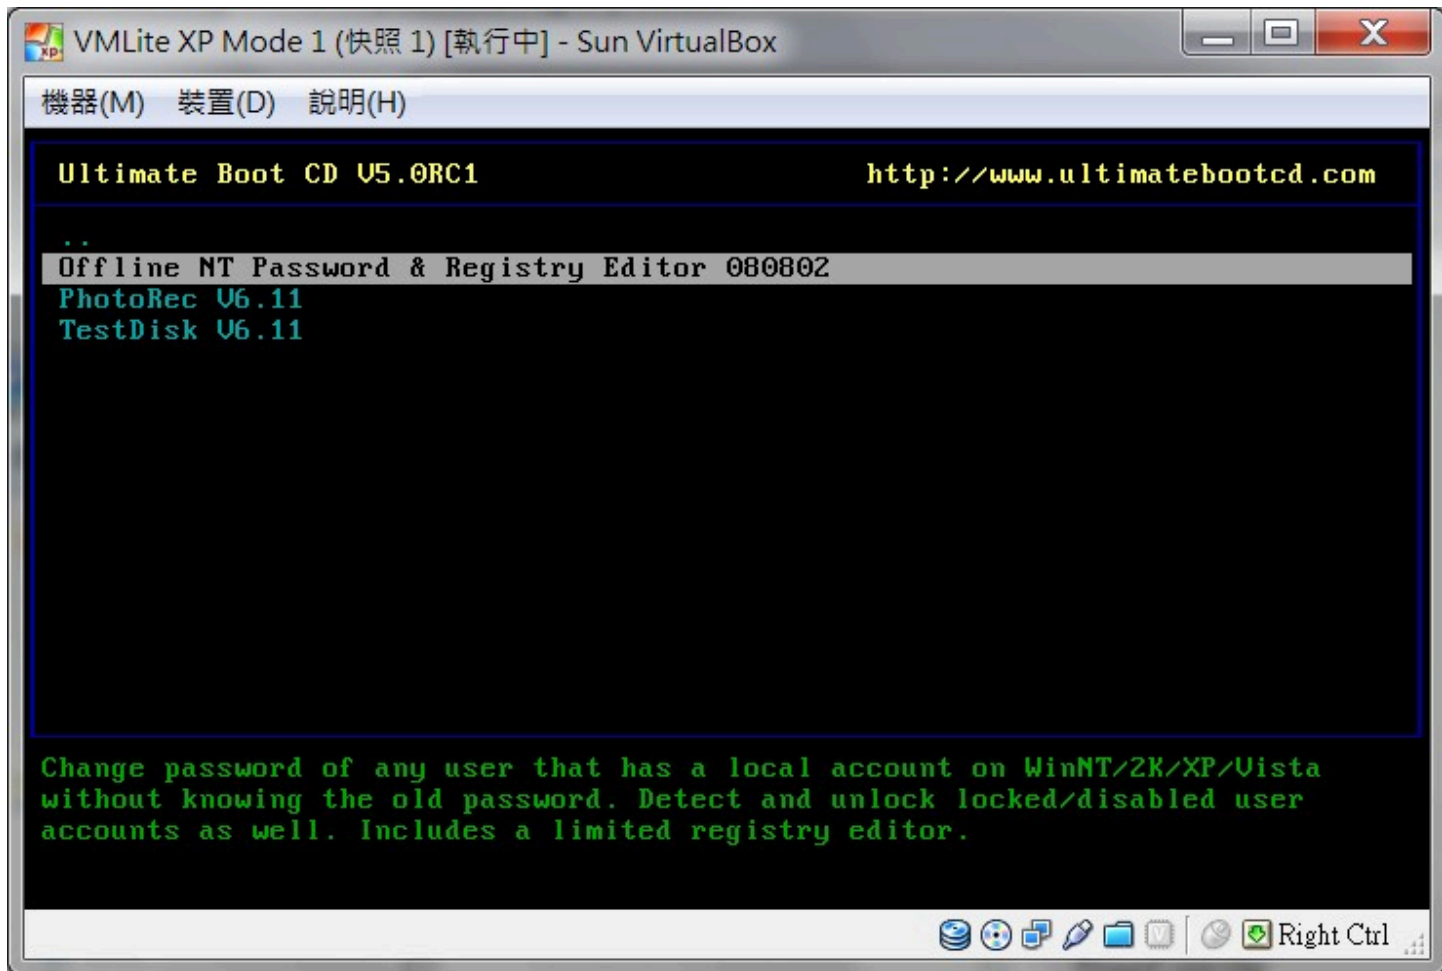 VMLite XP Mode 1 (快照 1) [執行中] - Sun VirtualBox
機器(M) 裝置(D) 說明(H)
Ultimate Boot CD V5.0RC1 http://www.ultimatebootcd.com
..
Offline NT Password & Registry Editor 080802
PhotoRec V6.11
TestDisk V6.11
Change password of any user that has a local account on WinNT/2K/XP/Vista
without knowing the old password. Detect and unlock locked/disabled user
accounts as well. Includes a limited registry editor.
Right Ctrl